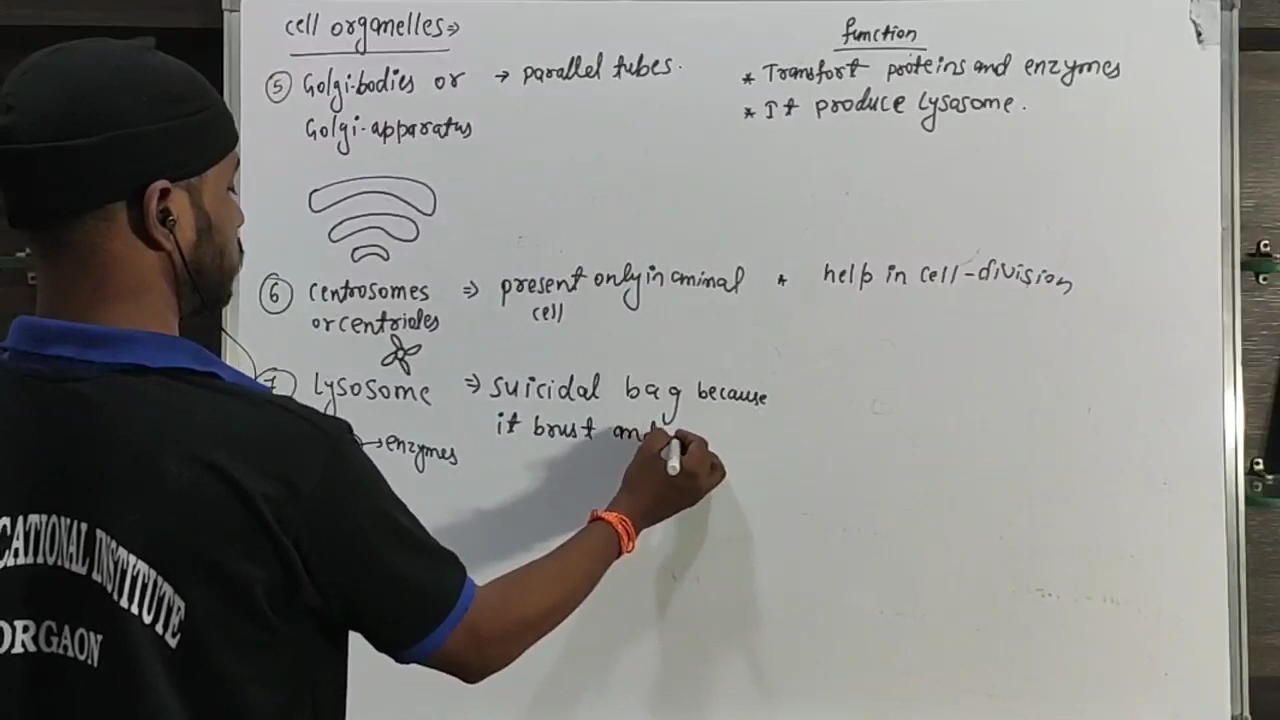 cell organelles⇒
function
⑤ Golgi-bodies or → parallel tubes.
Golgi-apparatus
* Transfort proteins and enzymes
* It produce Lysasome.
⑥ centrosomes ⇒ present only in aminal
or centrioles
cell
* help in cell-division
⑦ Lysosome ⇒ suicidal bag because
it brust and
→enzymes
CATIONAL INSTITUTE
ORGAON